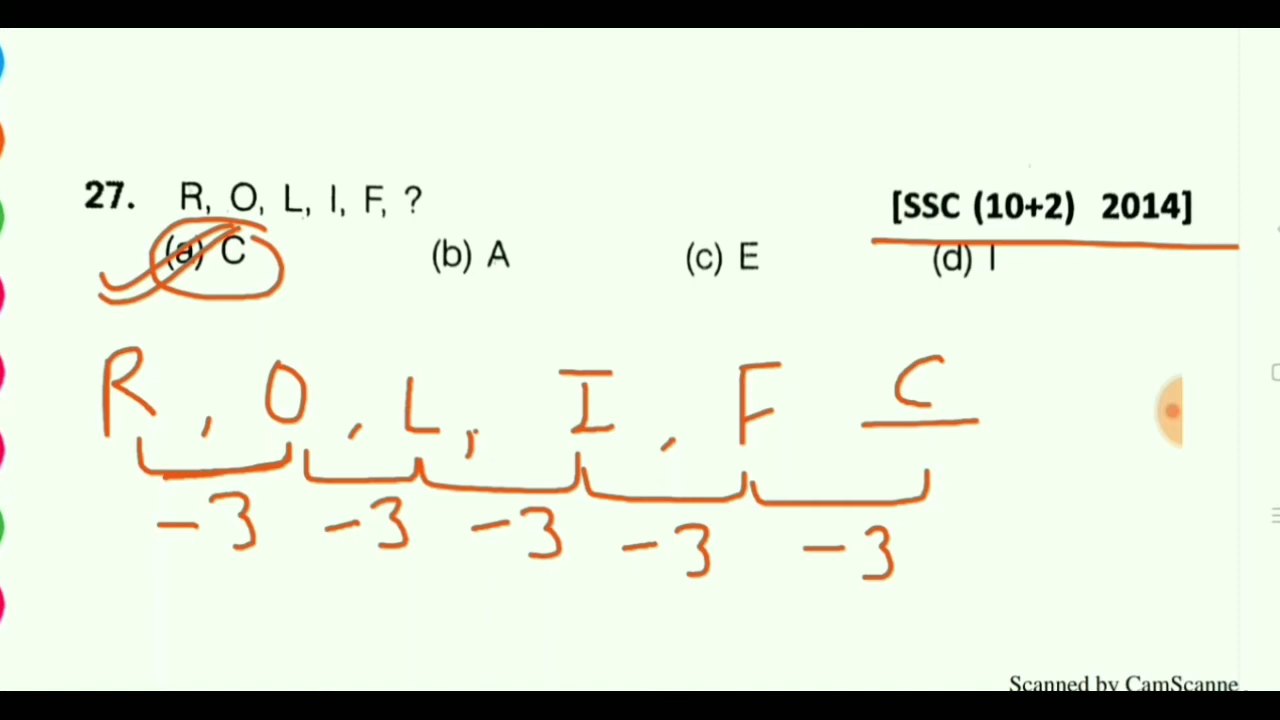 27. R, O, L, I, F, ? [SSC (10+2) 2014]
(a) C (b) A (c) E (d) I
R , O , L , I , F C
-3 -3 -3 -3 -3
Scanned by CamScanne